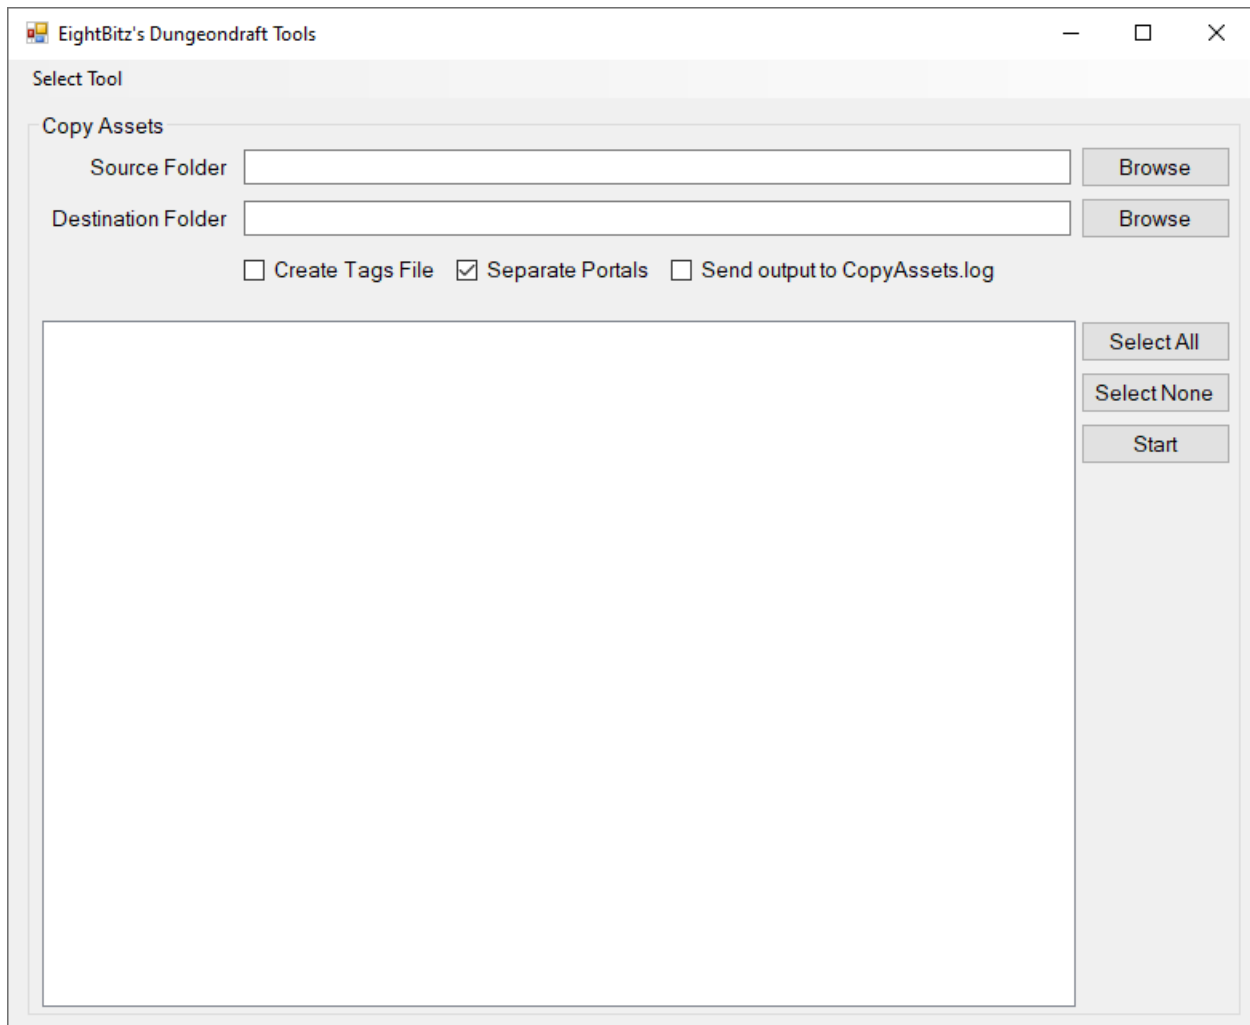 EightBitz's Dungeondraft Tools
Select Tool
Copy Assets
Source Folder Browse
Destination Folder Browse
Create Tags File Separate Portals Send output to CopyAssets.log
Select All
Select None
Start